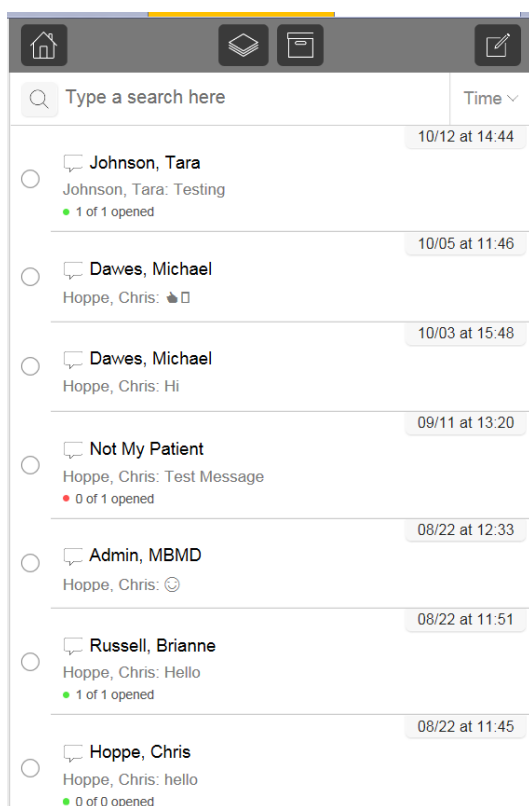 Type a search here
Time
10/12 at 14:44
Johnson, Tara
Johnson, Tara: Testing
1 of 1 opened
10/05 at 11:46
Dawes, Michael
Hoppe, Chris:
10/03 at 15:48
Dawes, Michael
Hoppe, Chris: Hi
09/11 at 13:20
Not My Patient
Hoppe, Chris: Test Message
0 of 1 opened
08/22 at 12:33
Admin, MBMD
Hoppe, Chris: ☺
08/22 at 11:51
Russell, Brianne
Hoppe, Chris: Hello
1 of 1 opened
08/22 at 11:45
Hoppe, Chris
Hoppe, Chris: hello
0 of 0 opened